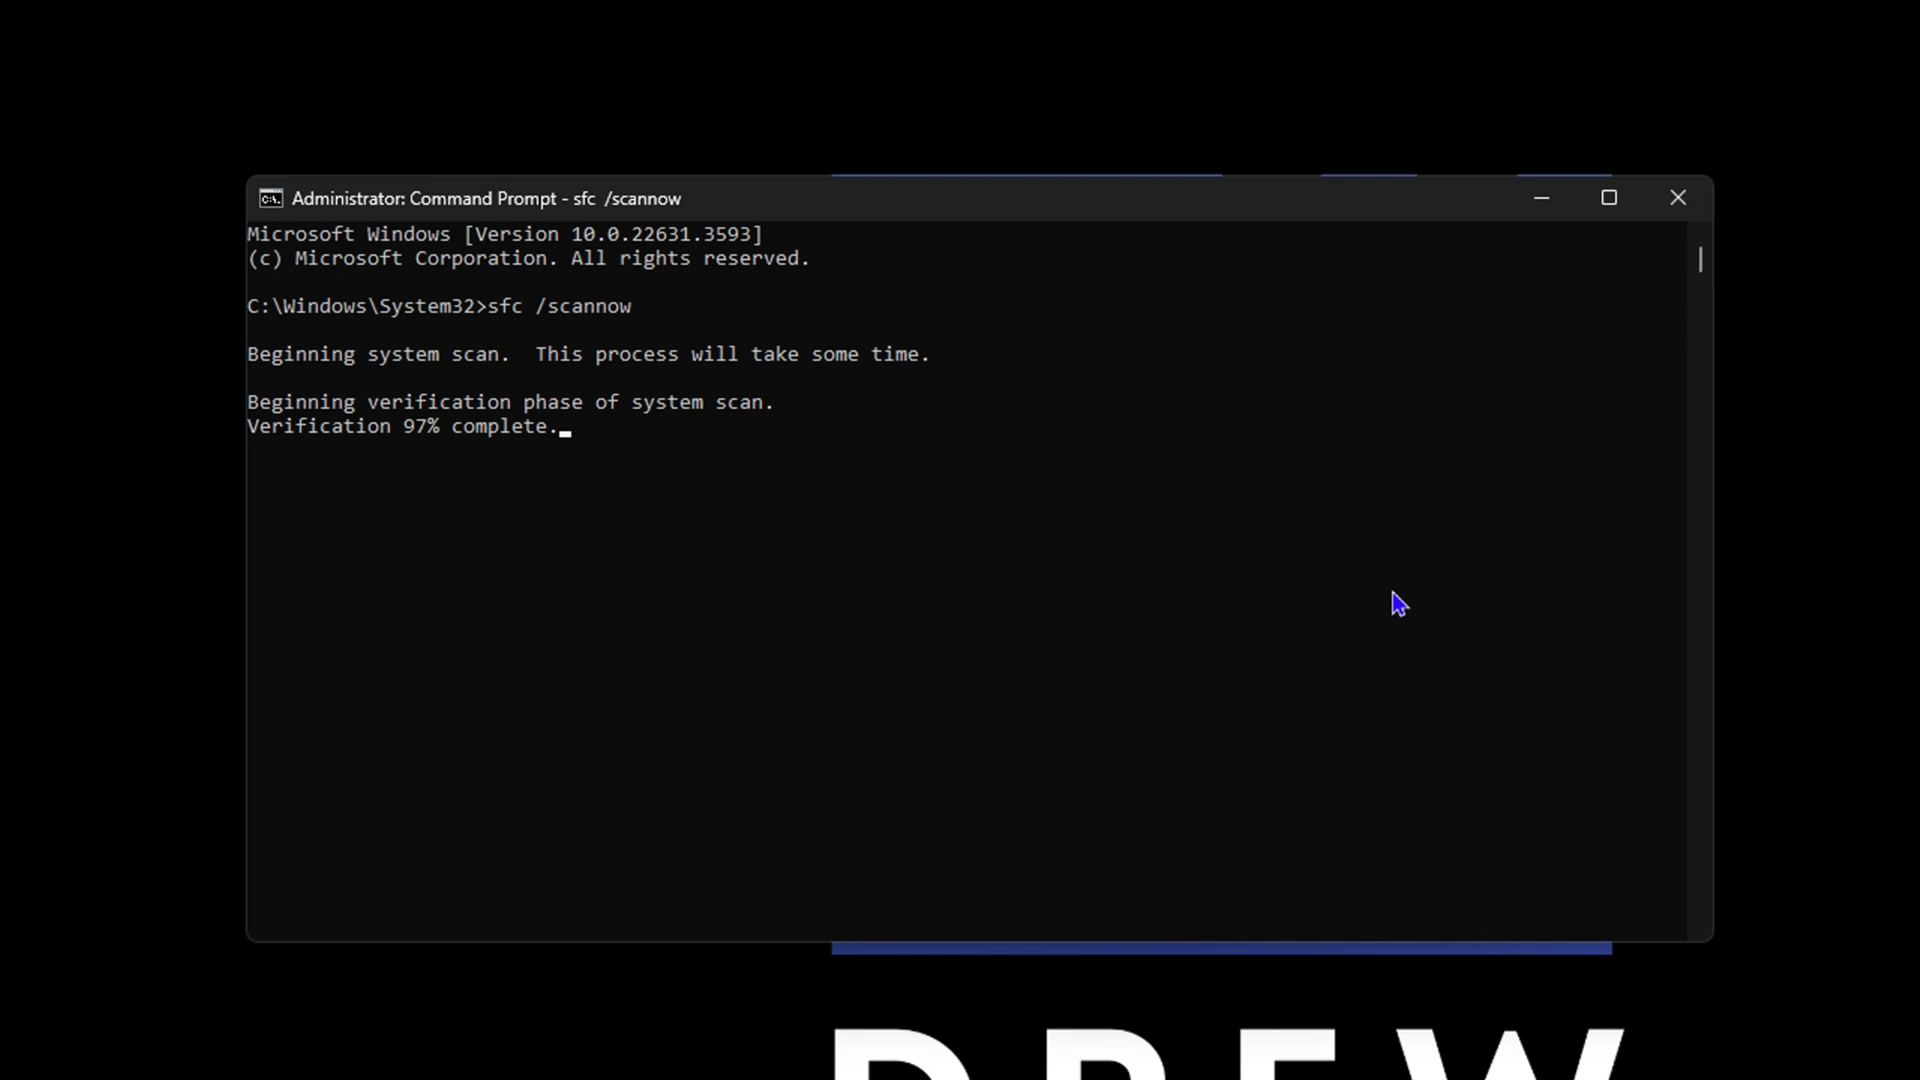 Administrator: Command Prompt - sfc  /scannow
Microsoft Windows [Version 10.0.22631.3593]
(c) Microsoft Corporation. All rights reserved.
C:\Windows\System32>sfc /scannow
Beginning system scan.  This process will take some time.
Beginning verification phase of system scan.
Verification 97% complete.
DREW